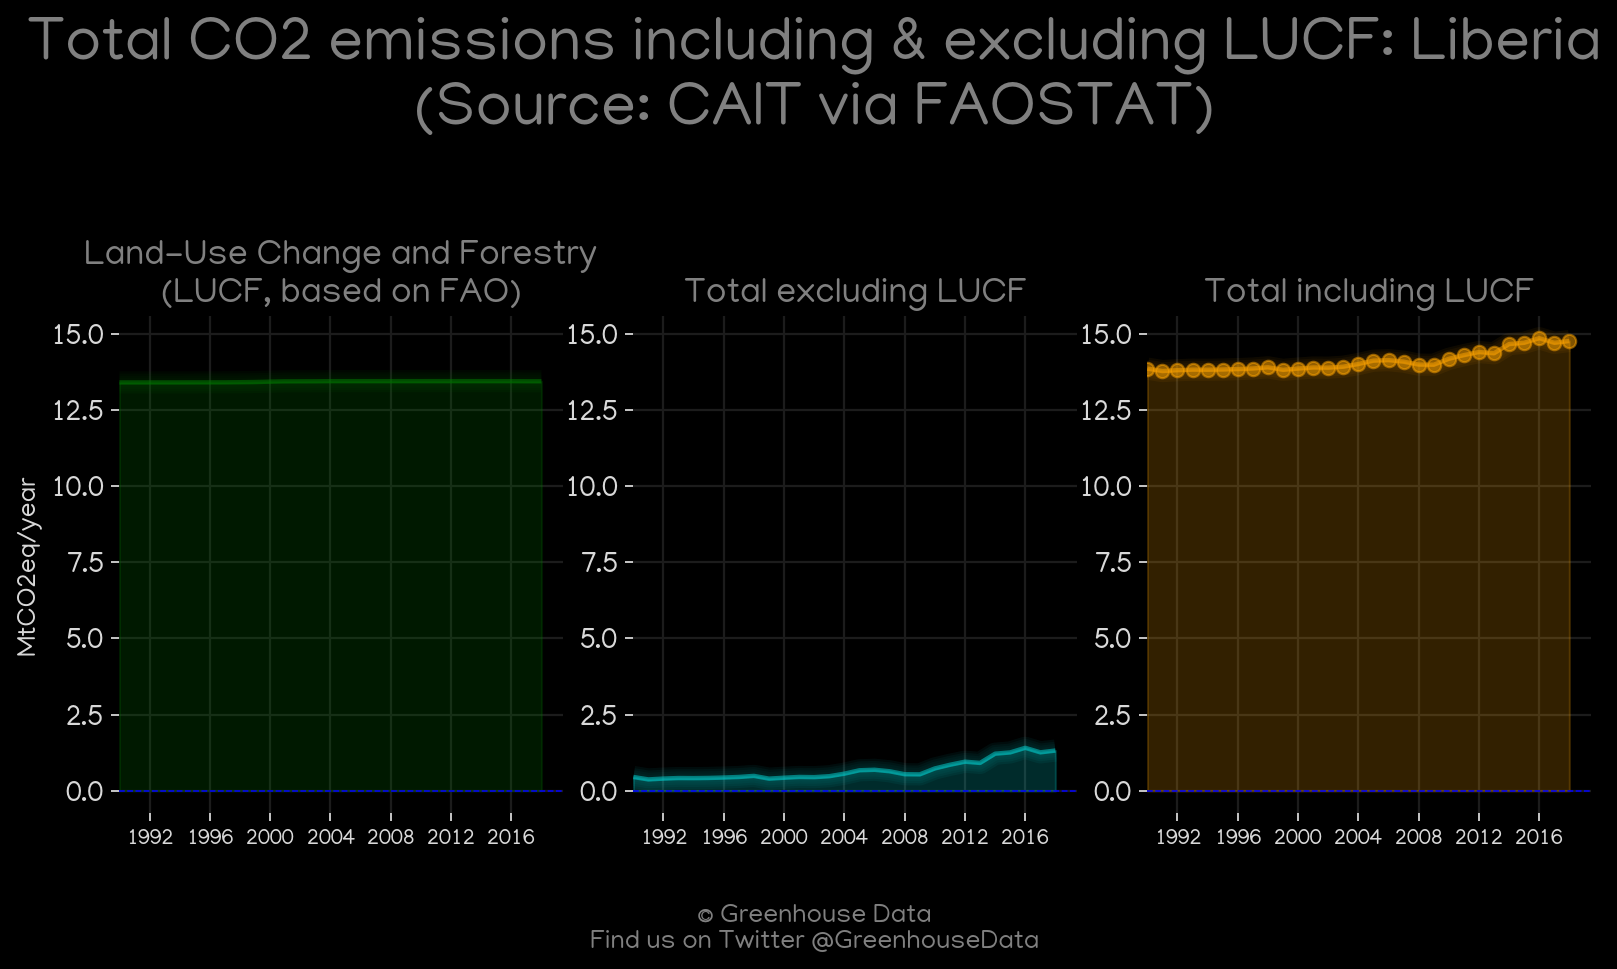 Total CO2 emissions including & excluding LUCF: Liberia
(Source: CAIT via FAOSTAT)
Land-Use Change and Forestry
(LUCF, based on FAO)
Total excluding LUCF
Total including LUCF
MtCO2eq/year
15.0
12.5
10.0
7.5
5.0
2.5
0.0
1992 1996 2000 2004 2008 2012 2016
15.0
12.5
10.0
7.5
5.0
2.5
0.0
1992 1996 2000 2004 2008 2012 2016
15.0
12.5
10.0
7.5
5.0
2.5
0.0
1992 1996 2000 2004 2008 2012 2016
© Greenhouse Data
Find us on Twitter @GreenhouseData